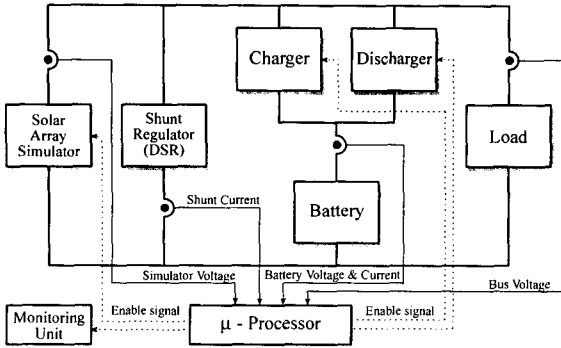 Charger
Discharger
Solar
Array
Simulator
Shunt
Regulator
(DSR)
Load
Battery
Shunt Current
Simulator Voltage
Battery Voltage & Current
Bus Voltage
Monitoring
Unit
Enable signal
μ - Processor
Enable signal